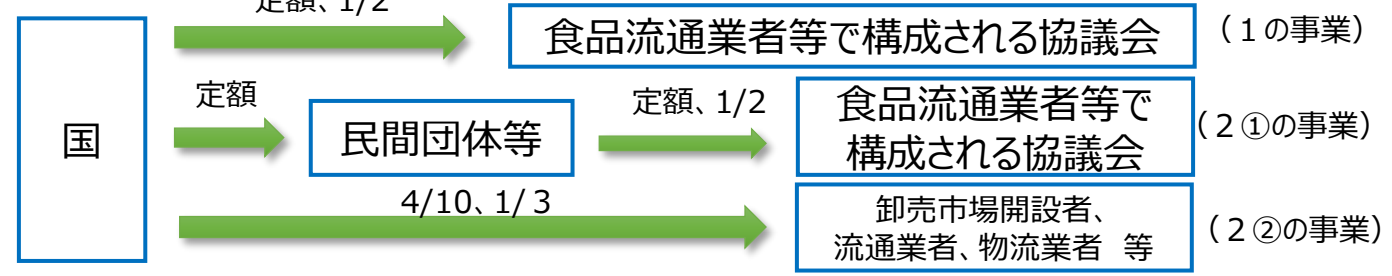 定額、1/2
食品流通業者等で構成される協議会
（１の事業）
国
定額
民間団体等
定額、1/2
食品流通業者等で
構成される協議会
（２①の事業）
4/10、1/３
卸売市場開設者、
流通業者、物流業者　等
（２②の事業）